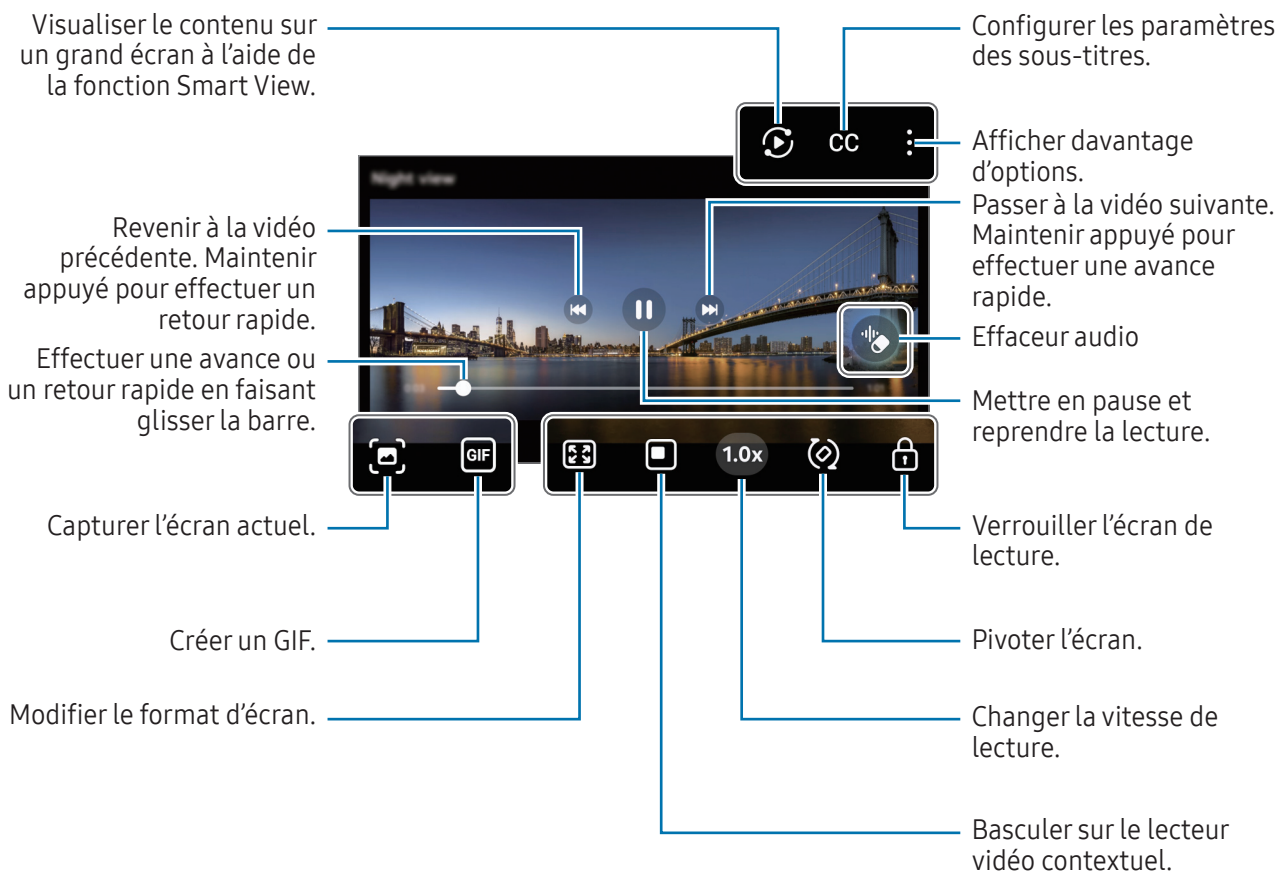 Visualiser le contenu sur
un grand écran à l’aide de
la fonction Smart View.
Configurer les paramètres
des sous-titres.
CC
Afficher davantage
d’options.
Night view
Revenir à la vidéo
précédente. Maintenir
appuyé pour effectuer un
retour rapide.
Passer à la vidéo suivante.
Maintenir appuyé pour
effectuer une avance
rapide.
Effaceur audio
Effectuer une avance ou
un retour rapide en faisant
glisser la barre.
Mettre en pause et
reprendre la lecture.
GIF
1.0x
Capturer l’écran actuel.
Verrouiller l’écran de
lecture.
Créer un GIF.
Pivoter l’écran.
Modifier le format d’écran.
Changer la vitesse de
lecture.
Basculer sur le lecteur
vidéo contextuel.